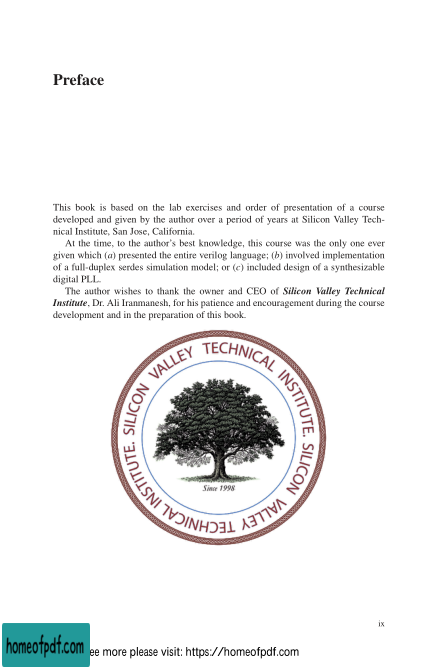 Preface
This book is based on the lab exercises and order of presentation of a course
developed and given by the author over a period of years at Silicon Valley Tech-
nical Institute, San Jose, California.
At the time, to the author's best knowledge, this course was the only one ever
given which (a) presented the entire verilog language; (b) involved implementation
of a full-duplex serdes simulation model; or (c) included design of a synthesizable
digital PLL.
The author wishes to thank the owner and CEO of Silicon Valley Technical
Institute, Dr. Ali Iranmanesh, for his patience and encouragement during the course
development and in the preparation of this book.
SILICON VALLEY TECHNICAL INSTITUTE. SILICON VALLEY TECHNICAL INSTITUTE.
Since 1998
ix
homeofpdf.com
ee more please visit: https://homeofpdf.com